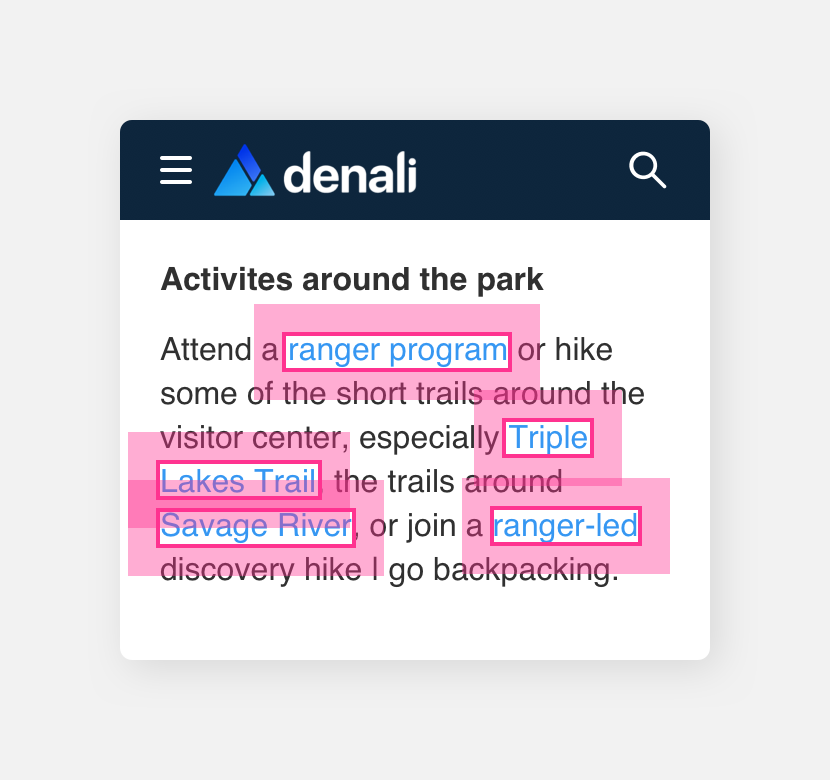 denali
Activites around the park
Attend a ranger program or hike
some of the short trails around the
visitor center, especially Triple
Lakes Trail, the trails around
Savage River, or join a ranger-led
discovery hike I go backpacking.